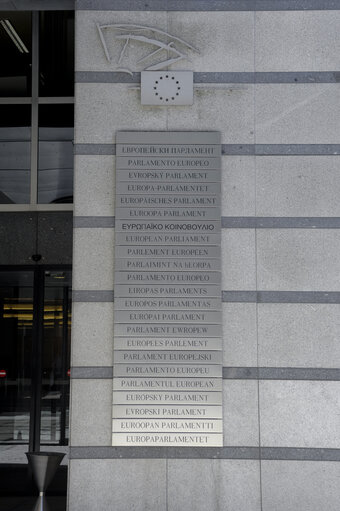 ЕВРОПЕЙСКИ ПАРЛАМЕНТ
PARLAMENTO EUROPEO
EVROPSKÝ PARLAMENT
EUROPA-PARLAMENTET
EUROPÄISCHES PARLAMENT
EUROOPA PARLAMENT
ΕΥΡΩΠΑΪΚΟ ΚΟΙΝΟΒΟΥΛΙΟ
EUROPEAN PARLIAMENT
PARLEMENT EUROPÉEN
PARLAIMINT NA hEORPA
PARLAMENTO EUROPEO
EIROPAS PARLAMENTS
EUROPOS PARLAMENTAS
EURÓPAI PARLAMENT
PARLAMENT EWROPEW
EUROPEES PARLEMENT
PARLAMENT EUROPEJSKI
PARLAMENTO EUROPEU
PARLAMENTUL EUROPEAN
EURÓPSKY PARLAMENT
EVROPSKI PARLAMENT
EUROOPAN PARLAMENTTI
EUROPAPARLAMENTET